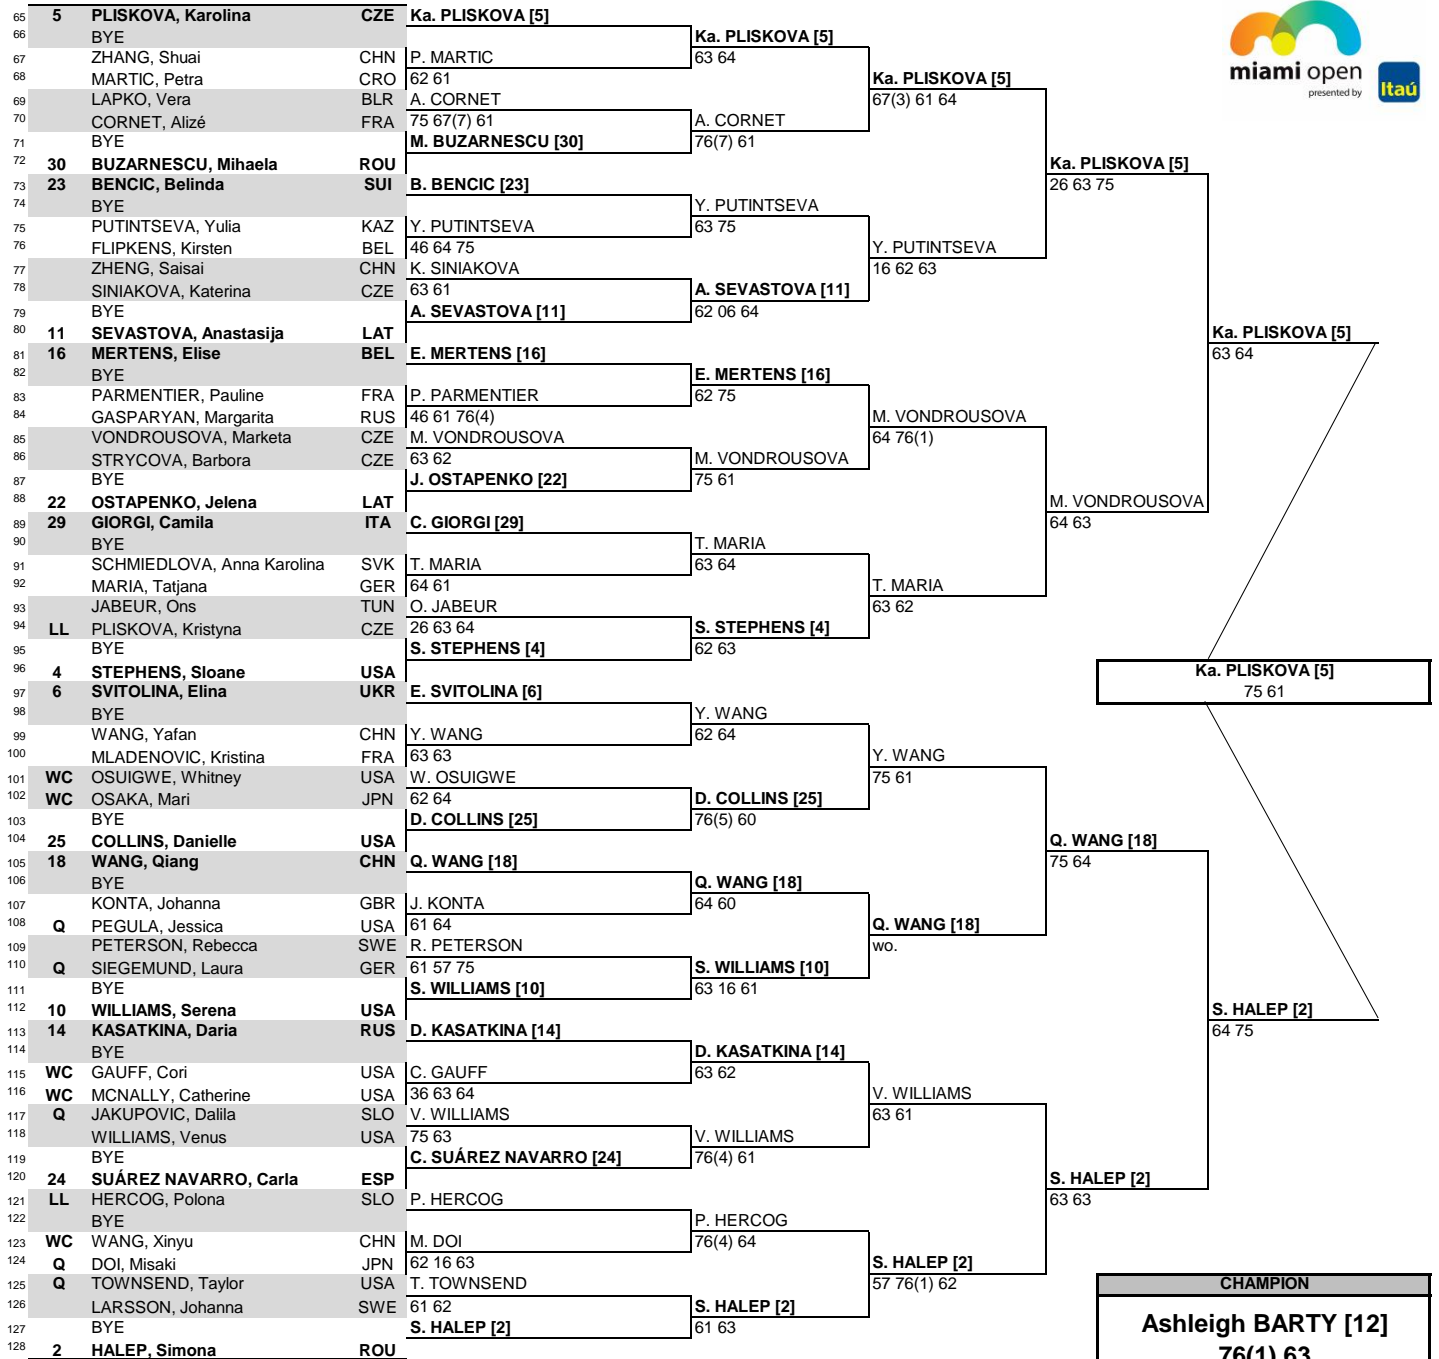 65 5 PLISKOVA, Karolina CZE Ka. PLISKOVA [5]
66 BYE Ka. PLISKOVA [5]
67 ZHANG, Shuai CHN P. MARTIC 63 64
68 MARTIC, Petra CRO 62 61 Ka. PLISKOVA [5]
69 LAPKO, Vera BLR A. CORNET 67(3) 61 64
70 CORNET, Alizé FRA 75 67(7) 61 A. CORNET
71 BYE M. BUZARNESCU [30] 76(7) 61
72 30 BUZARNESCU, Mihaela ROU Ka. PLISKOVA [5]
73 23 BENCIC, Belinda SUI B. BENCIC [23] 26 63 75
74 BYE Y. PUTINTSEVA
75 PUTINTSEVA, Yulia KAZ Y. PUTINTSEVA 63 75
76 FLIPKENS, Kirsten BEL 46 64 75 Y. PUTINTSEVA
77 ZHENG, Saisai CHN K. SINIAKOVA 16 62 63
78 SINIAKOVA, Katerina CZE 63 61 A. SEVASTOVA [11]
79 BYE A. SEVASTOVA [11] 62 06 64
80 11 SEVASTOVA, Anastasija LAT Ka. PLISKOVA [5]
81 16 MERTENS, Elise BEL E. MERTENS [16] 63 64
82 BYE E. MERTENS [16]
83 PARMENTIER, Pauline FRA P. PARMENTIER 62 75
84 GASPARYAN, Margarita RUS 46 61 76(4) M. VONDROUSOVA
85 VONDROUSOVA, Marketa CZE M. VONDROUSOVA 64 76(1)
86 STRYCOVA, Barbora CZE 63 62 M. VONDROUSOVA
87 BYE J. OSTAPENKO [22] 75 61
88 22 OSTAPENKO, Jelena LAT M. VONDROUSOVA
89 29 GIORGI, Camila ITA C. GIORGI [29] 64 63
90 BYE T. MARIA
91 SCHMIEDLOVA, Anna Karolina SVK T. MARIA 63 64
92 MARIA, Tatjana GER 64 61 T. MARIA
93 JABEUR, Ons TUN O. JABEUR 63 62
94 LL PLISKOVA, Kristyna CZE 26 63 64 S. STEPHENS [4]
95 BYE S. STEPHENS [4] 62 63
96 4 STEPHENS, Sloane USA Ka. PLISKOVA [5]
97 6 SVITOLINA, Elina UKR E. SVITOLINA [6] 75 61
98 BYE Y. WANG
99 WANG, Yafan CHN Y. WANG 62 64
100 MLADENOVIC, Kristina FRA 63 63 Y. WANG
101 WC OSUIGWE, Whitney USA W. OSUIGWE 75 61
102 WC OSAKA, Mari JPN 62 64 D. COLLINS [25]
103 BYE D. COLLINS [25] 76(5) 60
104 25 COLLINS, Danielle USA Q. WANG [18]
105 18 WANG, Qiang CHN Q. WANG [18] 75 64
106 BYE Q. WANG [18]
107 KONTA, Johanna GBR J. KONTA 64 60
108 Q PEGULA, Jessica USA 61 64 Q. WANG [18]
109 PETERSON, Rebecca SWE R. PETERSON wo.
110 Q SIEGEMUND, Laura GER 61 57 75 S. WILLIAMS [10]
111 BYE S. WILLIAMS [10] 63 16 61
112 10 WILLIAMS, Serena USA S. HALEP [2]
113 14 KASATKINA, Daria RUS D. KASATKINA [14] 64 75
114 BYE D. KASATKINA [14]
115 WC GAUFF, Cori USA C. GAUFF 63 62
116 WC MCNALLY, Catherine USA 36 63 64 V. WILLIAMS
117 Q JAKUPOVIC, Dalila SLO V. WILLIAMS 63 61
118 WILLIAMS, Venus USA 75 63 V. WILLIAMS
119 BYE C. SUÁREZ NAVARRO [24] 76(4) 61
120 24 SUÁREZ NAVARRO, Carla ESP S. HALEP [2]
121 LL HERCOG, Polona SLO P. HERCOG 63 63
122 BYE P. HERCOG
123 WC WANG, Xinyu CHN M. DOI 76(4) 64
124 Q DOI, Misaki JPN 62 16 63 S. HALEP [2]
125 Q TOWNSEND, Taylor USA T. TOWNSEND 57 76(1) 62
126 LARSSON, Johanna SWE 61 62 S. HALEP [2]
127 BYE S. HALEP [2] 61 63
128 2 HALEP, Simona ROU
miami open
presented by Itaú
CHAMPION
Ashleigh BARTY [12]
76(1) 63